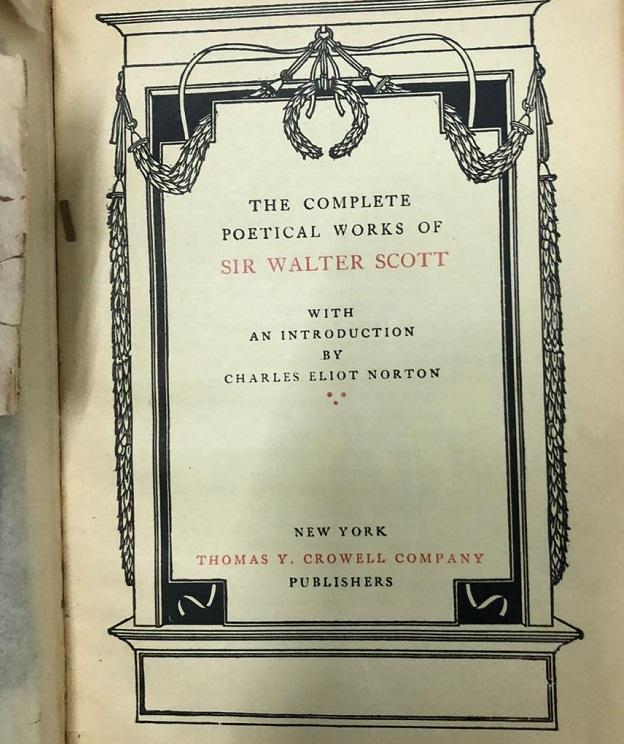 THE COMPLETE
POETICAL WORKS OF
SIR WALTER SCOTT
WITH
AN INTRODUCTION
BY
CHARLES ELIOT NORTON
NEW YORK
THOMAS Y. CROWELL COMPANY
PUBLISHERS